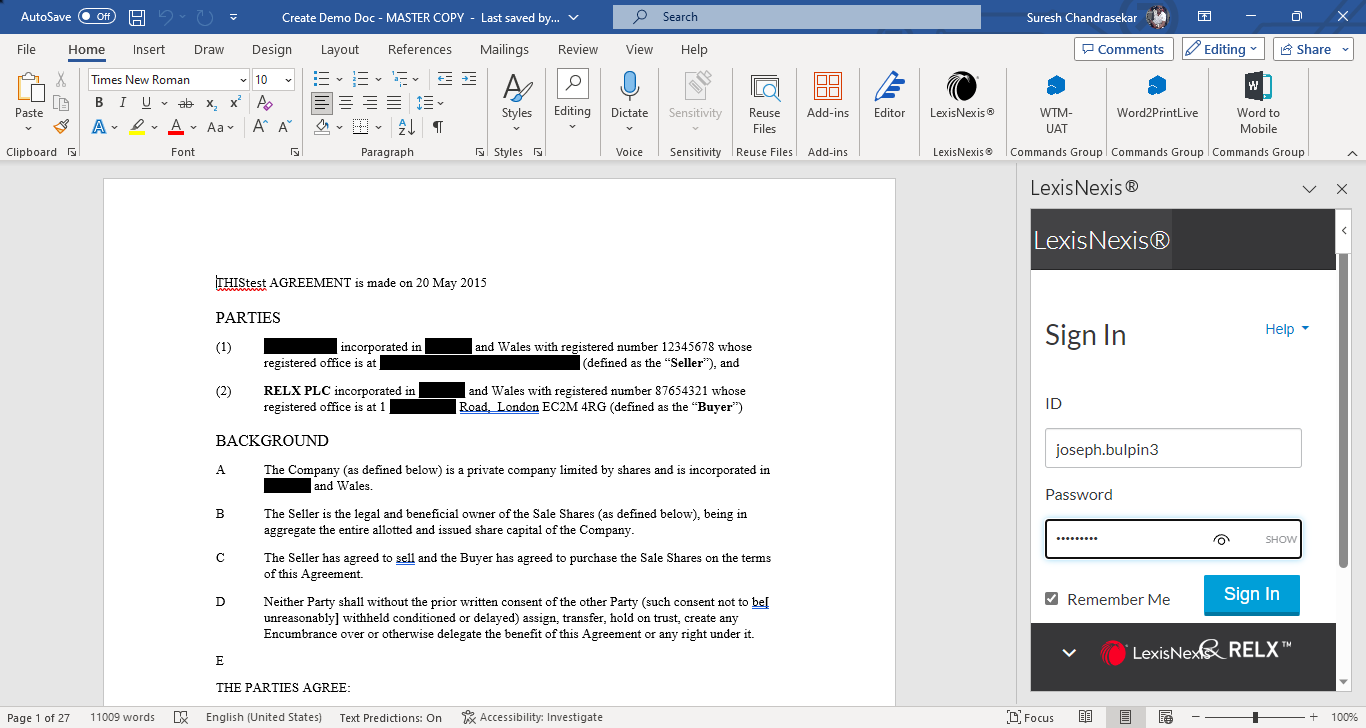 AutoSave Off Create Demo Doc - MASTER COPY - Last saved by... Search Suresh Chandrasekar
File Home Insert Draw Design Layout References Mailings Review View Help Comments Editing Share
Times New Roman 10
B I U ab x2 x2
Aa
Paste Styles Editing Dictate Sensitivity Reuse Files Add-ins Editor LexisNexis® WTM-UAT Word2PrintLive Word to Mobile
Clipboard Font Paragraph Styles Voice Sensitivity Reuse Files Add-ins LexisNexis® Commands Group Commands Group Commands Group
THIStest AGREEMENT is made on 20 May 2015
PARTIES
(1) incorporated in and Wales with registered number 12345678 whose
registered office is at (defined as the “Seller”), and
(2) RELX PLC incorporated in and Wales with registered number 87654321 whose
registered office is at 1 Road, London EC2M 4RG (defined as the “Buyer”)
BACKGROUND
A The Company (as defined below) is a private company limited by shares and is incorporated in
and Wales.
B The Seller is the legal and beneficial owner of the Sale Shares (as defined below), being in
aggregate the entire allotted and issued share capital of the Company.
C The Seller has agreed to sell and the Buyer has agreed to purchase the Sale Shares on the terms
of this Agreement.
D Neither Party shall without the prior written consent of the other Party (such consent not to be[
unreasonably] withheld conditioned or delayed) assign, transfer, hold on trust, create any
Encumbrance over or otherwise delegate the benefit of this Agreement or any right under it.
E
THE PARTIES AGREE:
LexisNexis®
LexisNexis®
Sign In Help
ID
joseph.bulpin3
Password
••••••••• SHOW
Remember Me Sign In
LexisNexis RELX™
Page 1 of 27 11009 words English (United States) Text Predictions: On Accessibility: Investigate Focus 100%